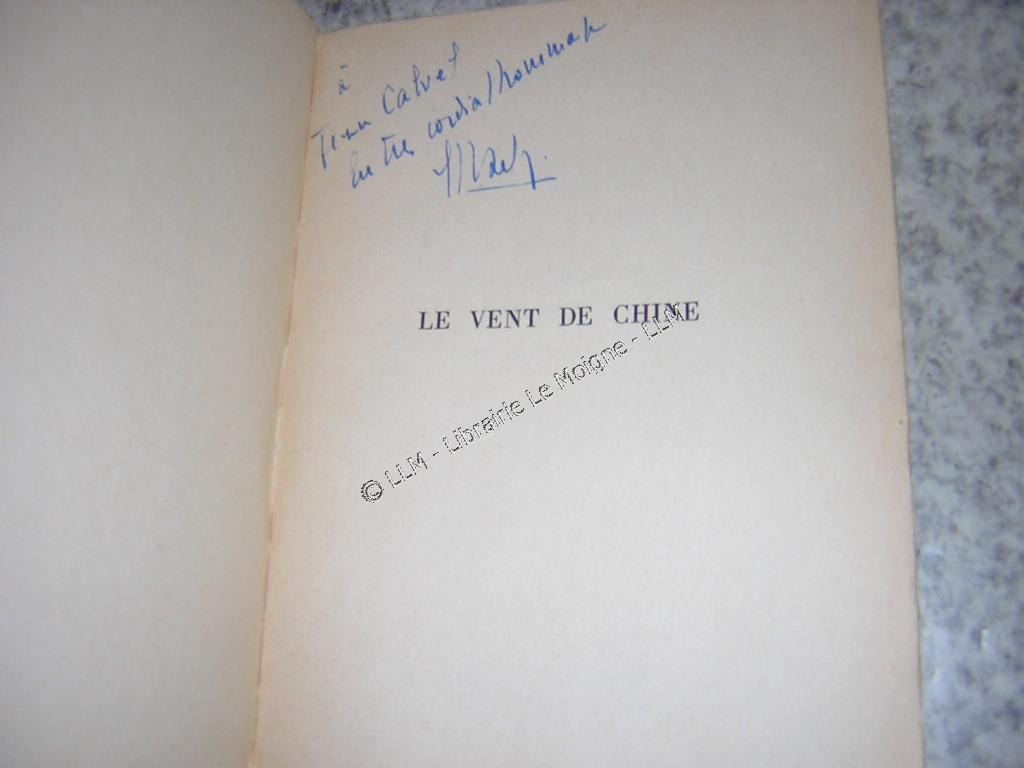 à
Jean Calvet
En très cordial hommage
LE VENT DE CHINE
© LLM - Librairie Le Moigne - LLM